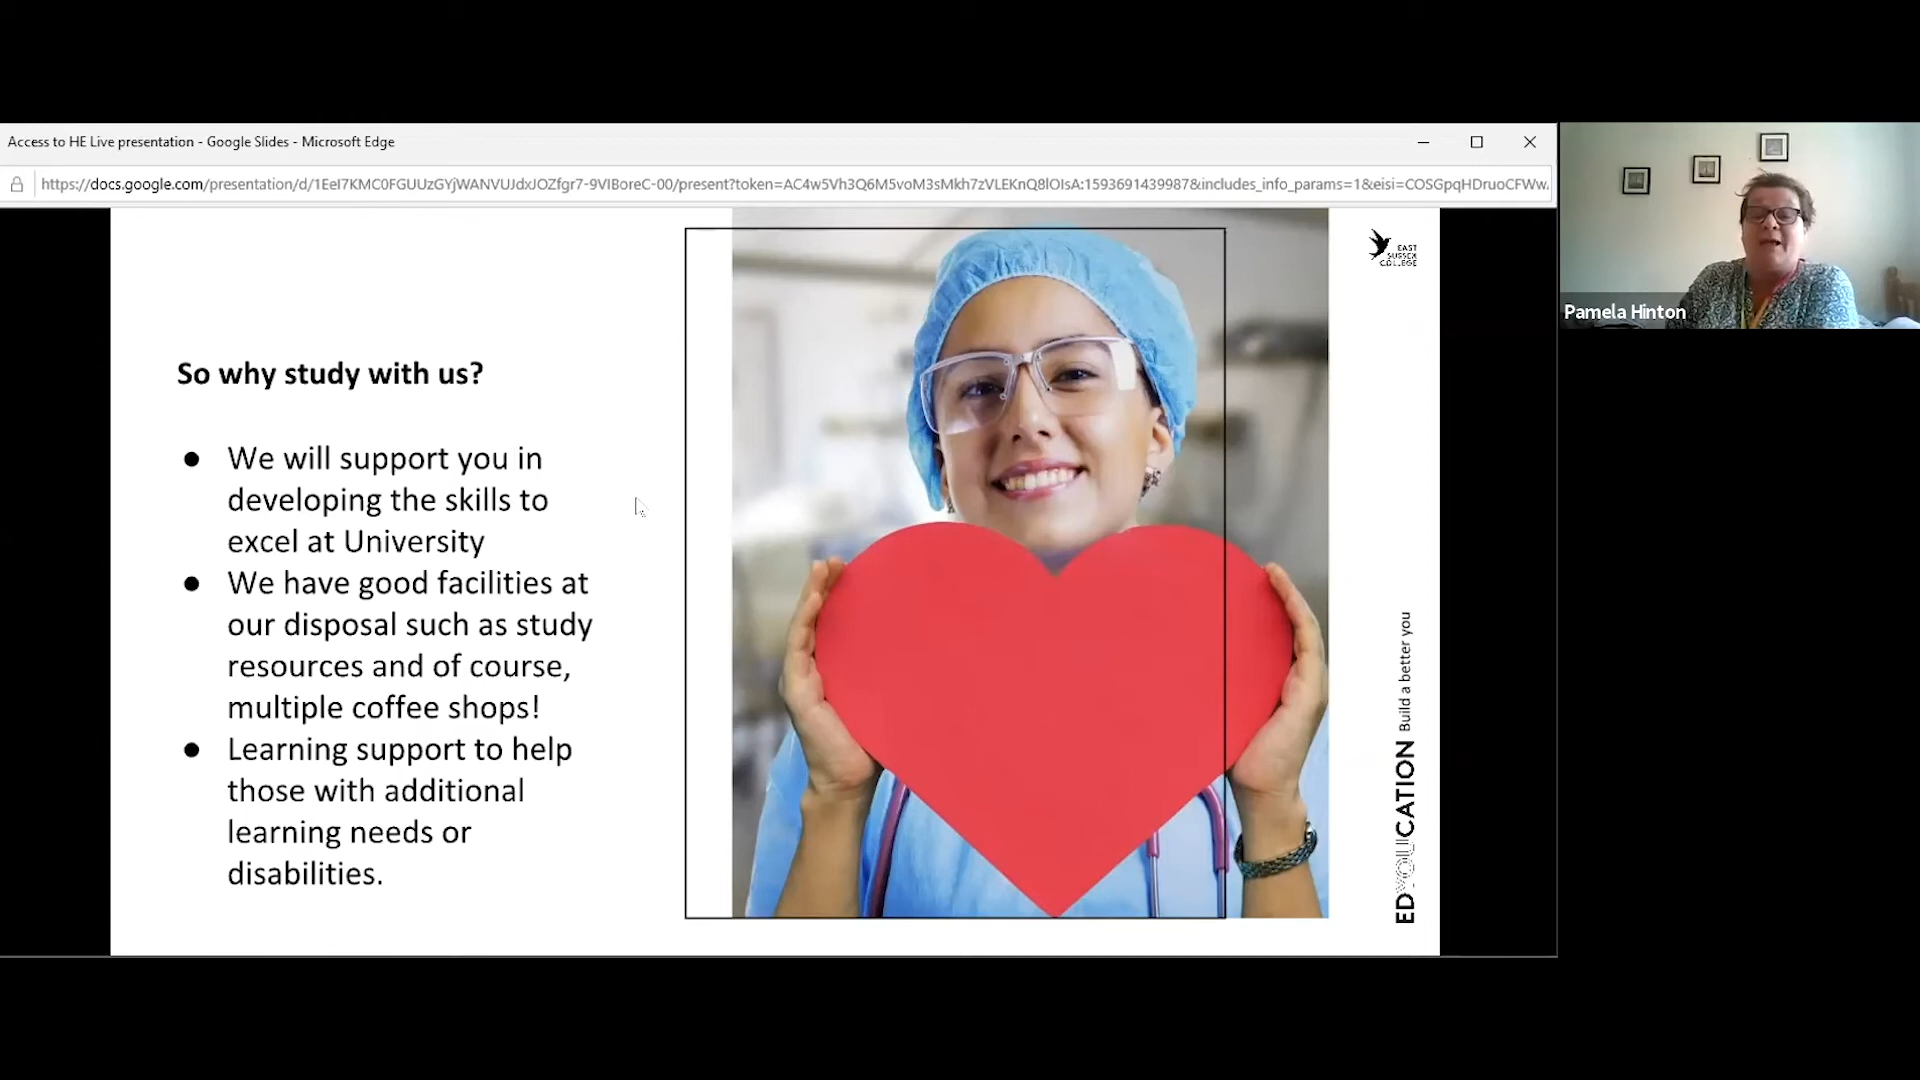 Access to HE Live presentation - Google Slides - Microsoft Edge
https://docs.google.com/presentation/d/1EeI7KMC0FGUUzGYjWANVUJdxJOZfgr7-9VIBoreC-00/present?token=AC4w5Vh3Q6M5voM3sMkh7zVLEKnQ8lOIsA:1593691439987&includes_info_params=1&eisi=COSGpqHDruoCFWw
EAST
SUSSEX
COLLEGE
Pamela Hinton
So why study with us?
● We will support you in
developing the skills to
excel at University
● We have good facilities at
our disposal such as study
resources and of course,
multiple coffee shops!
● Learning support to help
those with additional
learning needs or
disabilities.
EDYOUCATION Build a better you